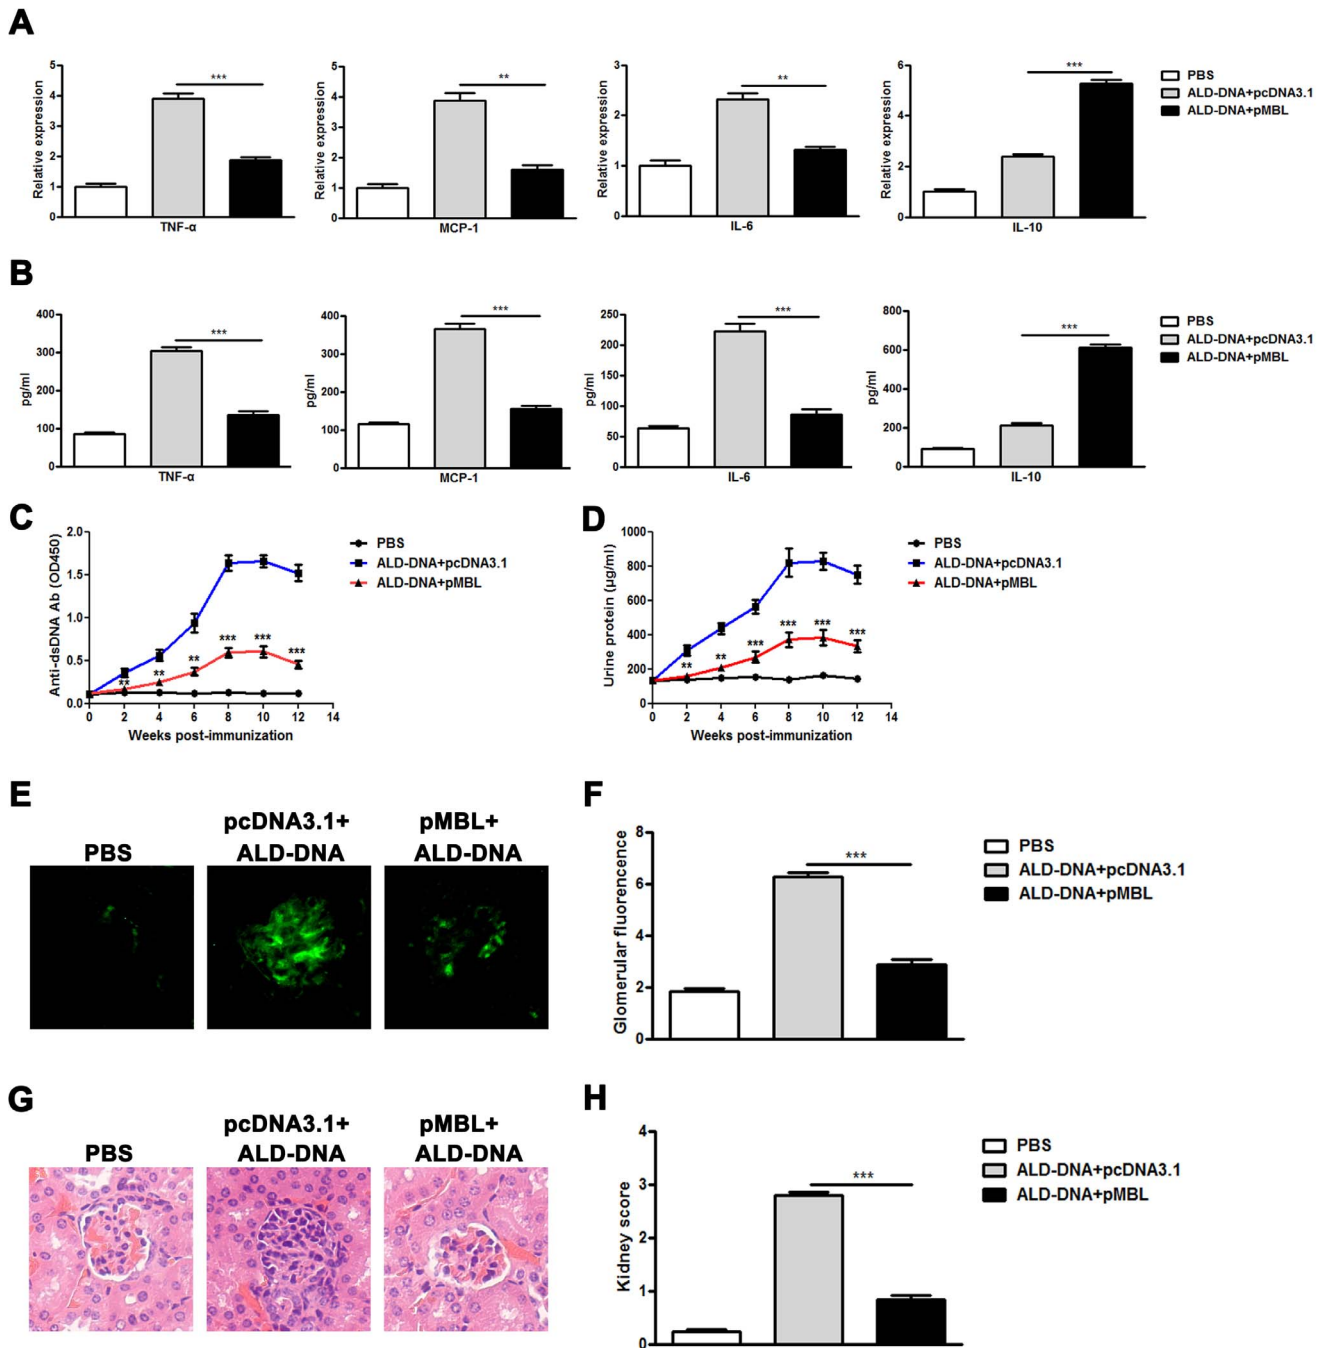 A
Relative expression
5
4
3
2
1
0
***
TNF-α
Relative expression
5
4
3
2
1
0
**
MCP-1
Relative expression
3
2
1
0
**
IL-6
Relative expression
6
4
2
0
***
IL-10
PBS
ALD-DNA+pcDNA3.1
ALD-DNA+pMBL
B
pg/ml
400
300
200
100
0
***
TNF-α
pg/ml
400
300
200
100
0
***
MCP-1
pg/ml
250
200
150
100
50
0
***
IL-6
pg/ml
800
600
400
200
0
***
IL-10
PBS
ALD-DNA+pcDNA3.1
ALD-DNA+pMBL
C
Anti-dsDNA Ab (OD450)
2.0
1.5
1.0
0.5
0.0
** ** ** *** *** ***
0 2 4 6 8 10 12 14
Weeks post-immunization
PBS
ALD-DNA+pcDNA3.1
ALD-DNA+pMBL
D
Urine protein (μg/ml)
1000
800
600
400
200
0
** ** *** *** *** ***
0 2 4 6 8 10 12 14
Weeks post-immunization
PBS
ALD-DNA+pcDNA3.1
ALD-DNA+pMBL
E
PBS
pcDNA3.1+
ALD-DNA
pMBL+
ALD-DNA
F
Glomerular fluorencence
8
6
4
2
0
***
PBS
ALD-DNA+pcDNA3.1
ALD-DNA+pMBL
G
PBS
pcDNA3.1+
ALD-DNA
pMBL+
ALD-DNA
H
Kidney score
4
3
2
1
0
***
PBS
ALD-DNA+pcDNA3.1
ALD-DNA+pMBL